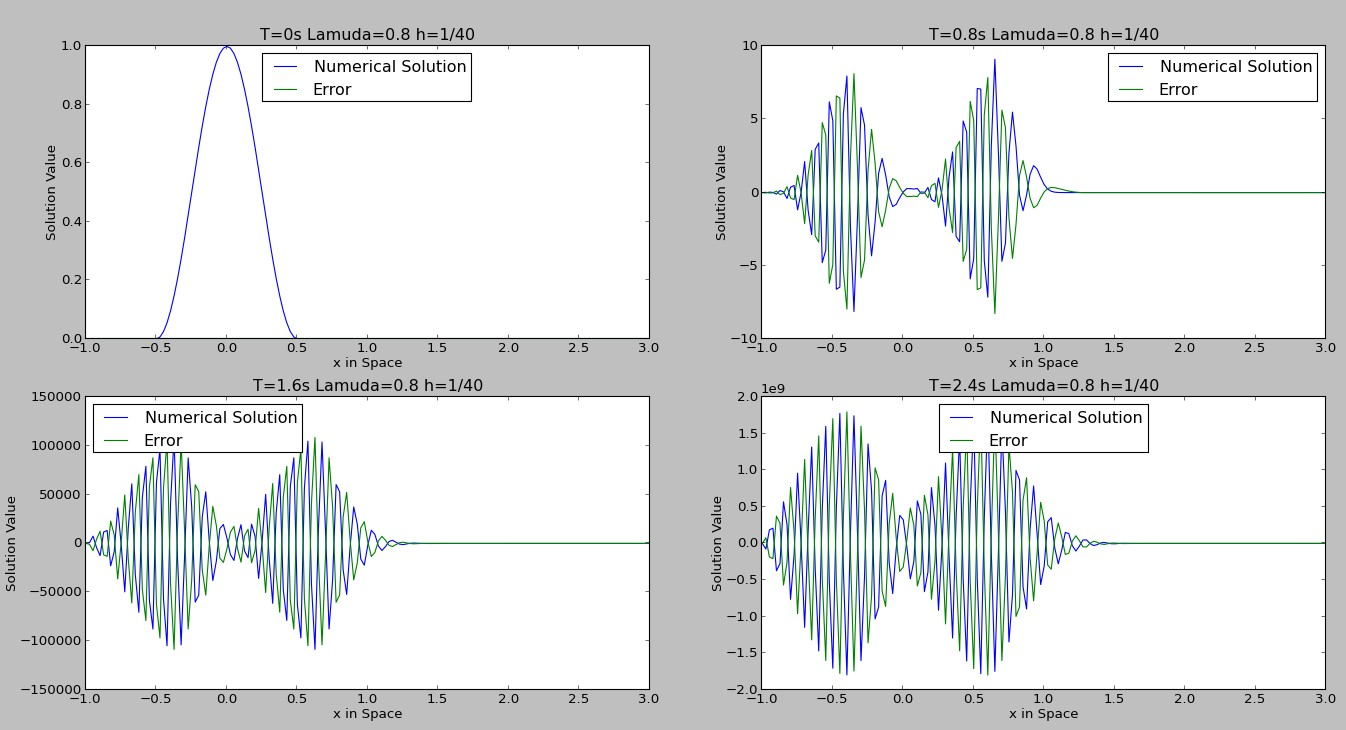 T=0s Lamuda=0.8 h=1/40
1.0
0.8
0.6
0.4
0.2
0.0
Solution Value
Numerical Solution
Error
−1.0 −0.5 0.0 0.5 1.0 1.5 2.0 2.5 3.0
x in Space
T=0.8s Lamuda=0.8 h=1/40
10
5
0
−5
−10
Solution Value
Numerical Solution
Error
−1.0 −0.5 0.0 0.5 1.0 1.5 2.0 2.5 3.0
x in Space
T=1.6s Lamuda=0.8 h=1/40
150000
100000
50000
0
−50000
−100000
−150000
Solution Value
Numerical Solution
Error
−1.0 −0.5 0.0 0.5 1.0 1.5 2.0 2.5 3.0
x in Space
T=2.4s Lamuda=0.8 h=1/40
1e9
2.0
1.5
1.0
0.5
0.0
−0.5
−1.0
−1.5
−2.0
Solution Value
Numerical Solution
Error
−1.0 −0.5 0.0 0.5 1.0 1.5 2.0 2.5 3.0
x in Space